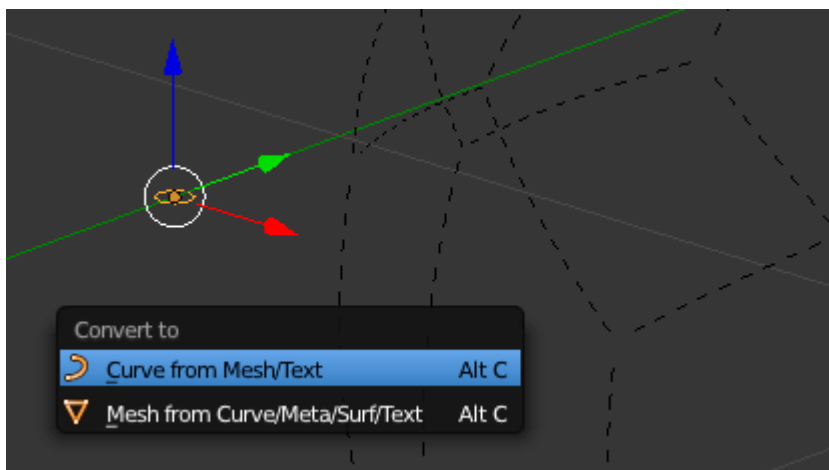 Convert to
Curve from Mesh/Text Alt C
Mesh from Curve/Meta/Surf/Text Alt C